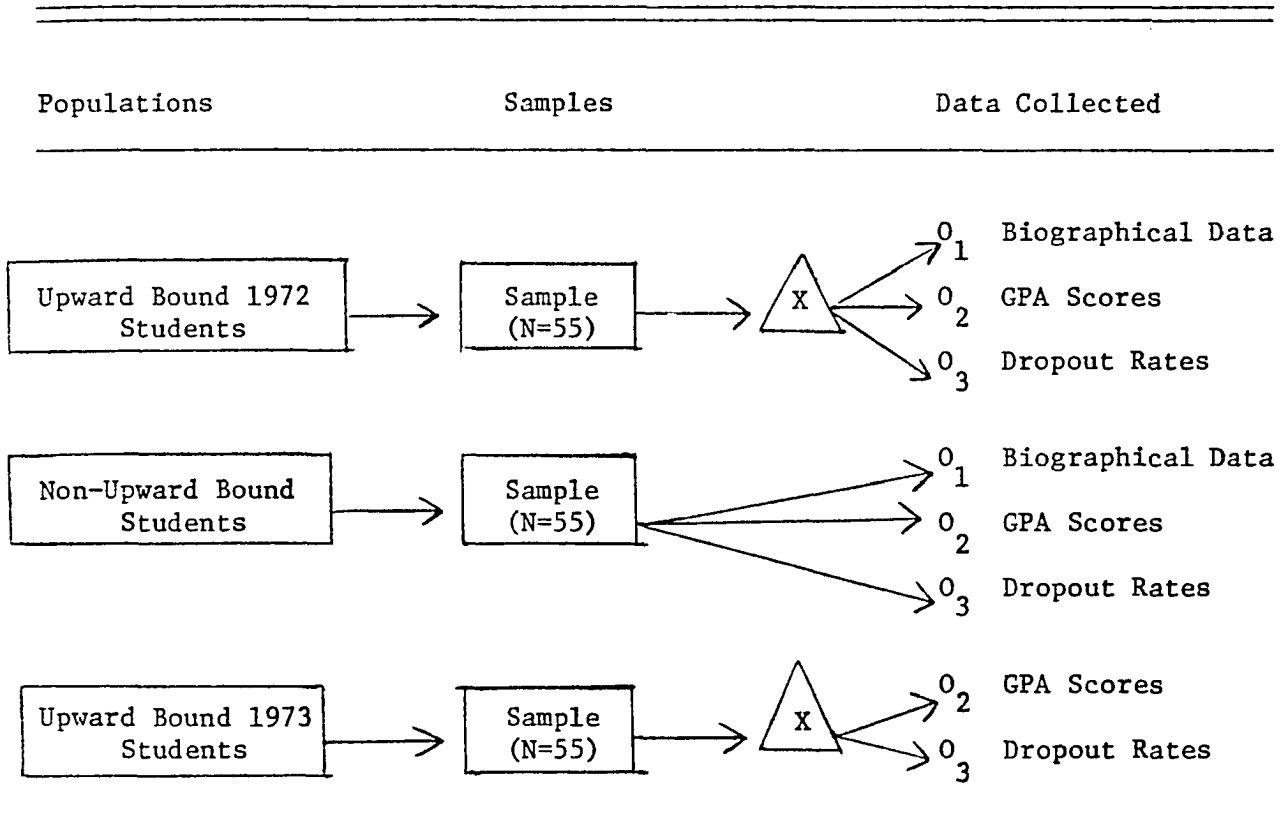 Populations Samples Data Collected
Upward Bound 1972
Students
Sample
(N=55)
X
O1 Biographical Data
O2 GPA Scores
O3 Dropout Rates
Non-Upward Bound
Students
Sample
(N=55)
O1 Biographical Data
O2 GPA Scores
O3 Dropout Rates
Upward Bound 1973
Students
Sample
(N=55)
X
O2 GPA Scores
O3 Dropout Rates